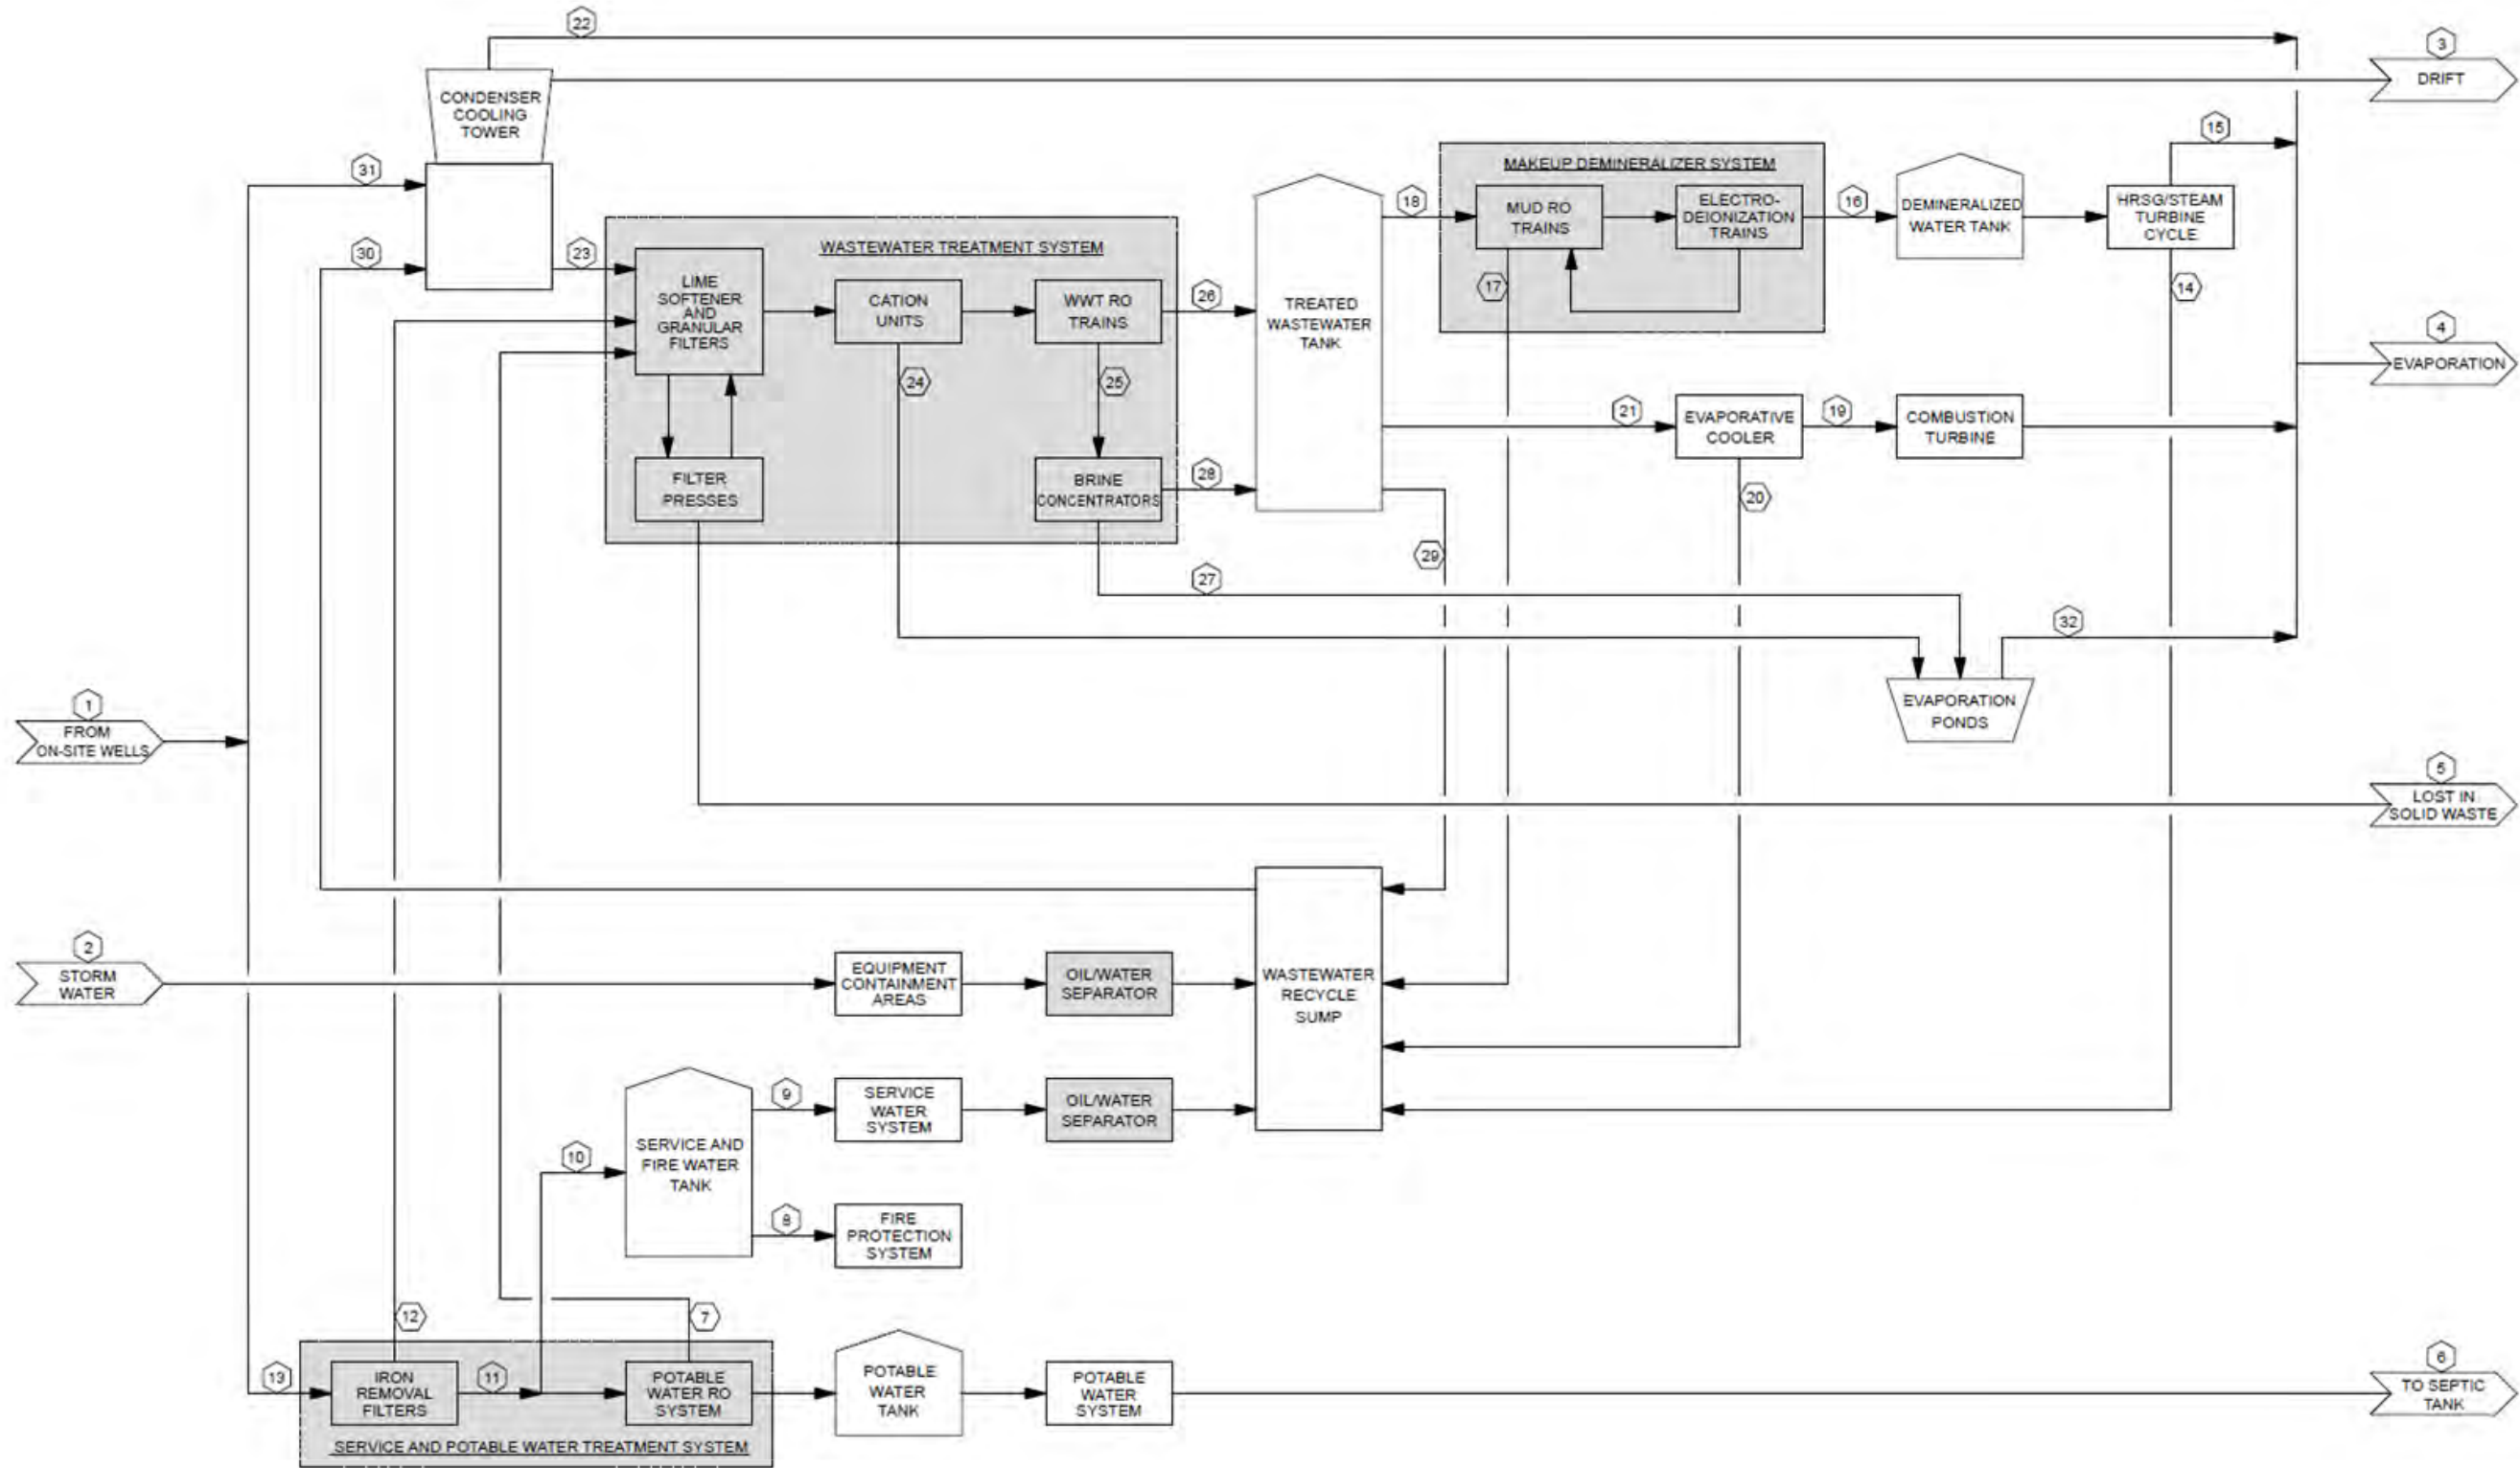 22
3
DRIFT
CONDENSER
COOLING
TOWER
15
31
MAKEUP DEMINERALIZER SYSTEM
18
MUD RO
TRAINS
ELECTRO-
DEIONIZATION
TRAINS
16
DEMINERALIZED
WATER TANK
HRSG/STEAM
TURBINE
CYCLE
30
23
WASTEWATER TREATMENT SYSTEM
LIME
SOFTENER
AND
GRANULAR
FILTERS
CATION
UNITS
WWT RO
TRAINS
26
TREATED
WASTEWATER
TANK
17
14
4
EVAPORATION
24
25
21
EVAPORATIVE
COOLER
19
COMBUSTION
TURBINE
FILTER
PRESSES
BRINE
CONCENTRATORS
28
20
29
27
32
EVAPORATION
PONDS
1
FROM
ON-SITE WELLS
5
LOST IN
SOLID WASTE
2
STORM
WATER
EQUIPMENT
CONTAINMENT
AREAS
OIL/WATER
SEPARATOR
WASTEWATER
RECYCLE
SUMP
9
SERVICE
WATER
SYSTEM
OIL/WATER
SEPARATOR
10
SERVICE AND
FIRE WATER
TANK
8
FIRE
PROTECTION
SYSTEM
12
7
13
IRON
REMOVAL
FILTERS
11
POTABLE
WATER RO
SYSTEM
POTABLE
WATER
TANK
POTABLE
WATER
SYSTEM
6
TO SEPTIC
TANK
SERVICE AND POTABLE WATER TREATMENT SYSTEM